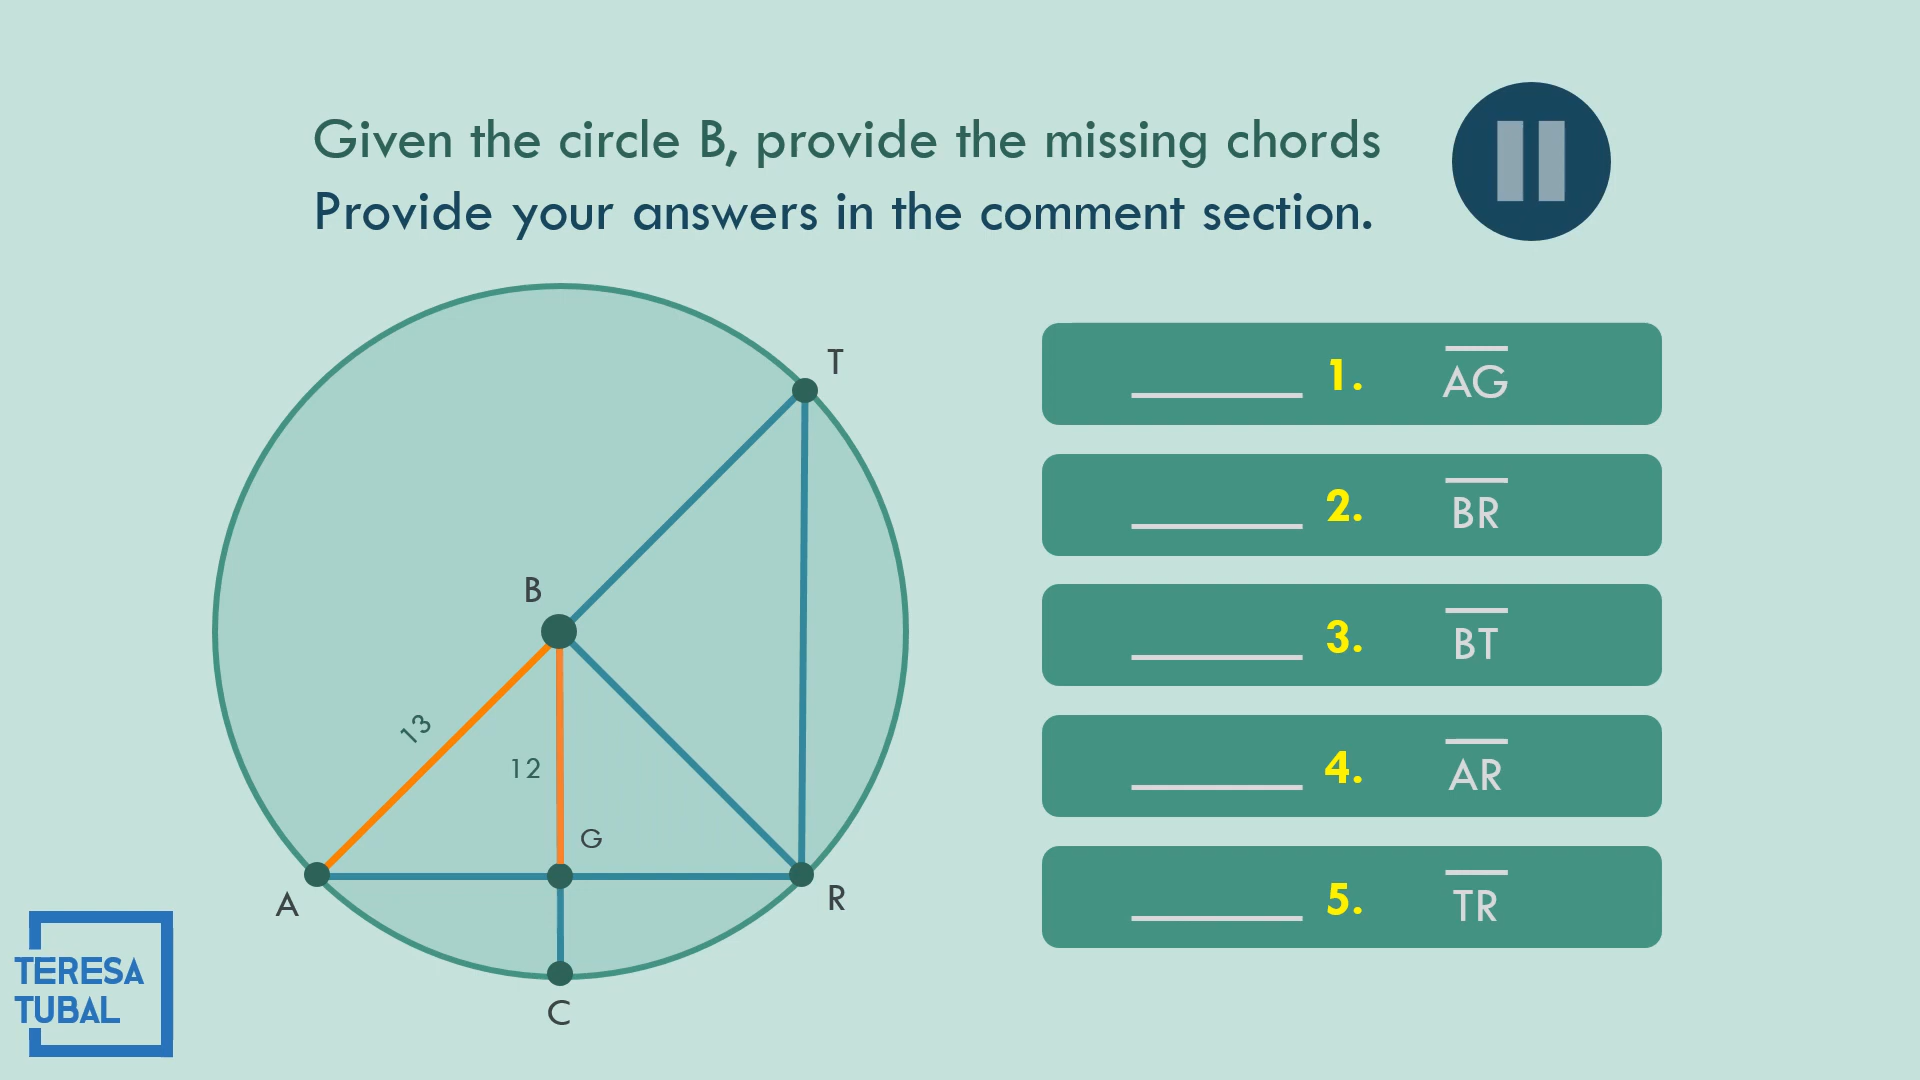 Given the circle B, provide the missing chords
Provide your answers in the comment section.
T
B
13
12
G
A
R
C
1. AG
2. BR
3. BT
4. AR
5. TR
TERESA
TUBAL